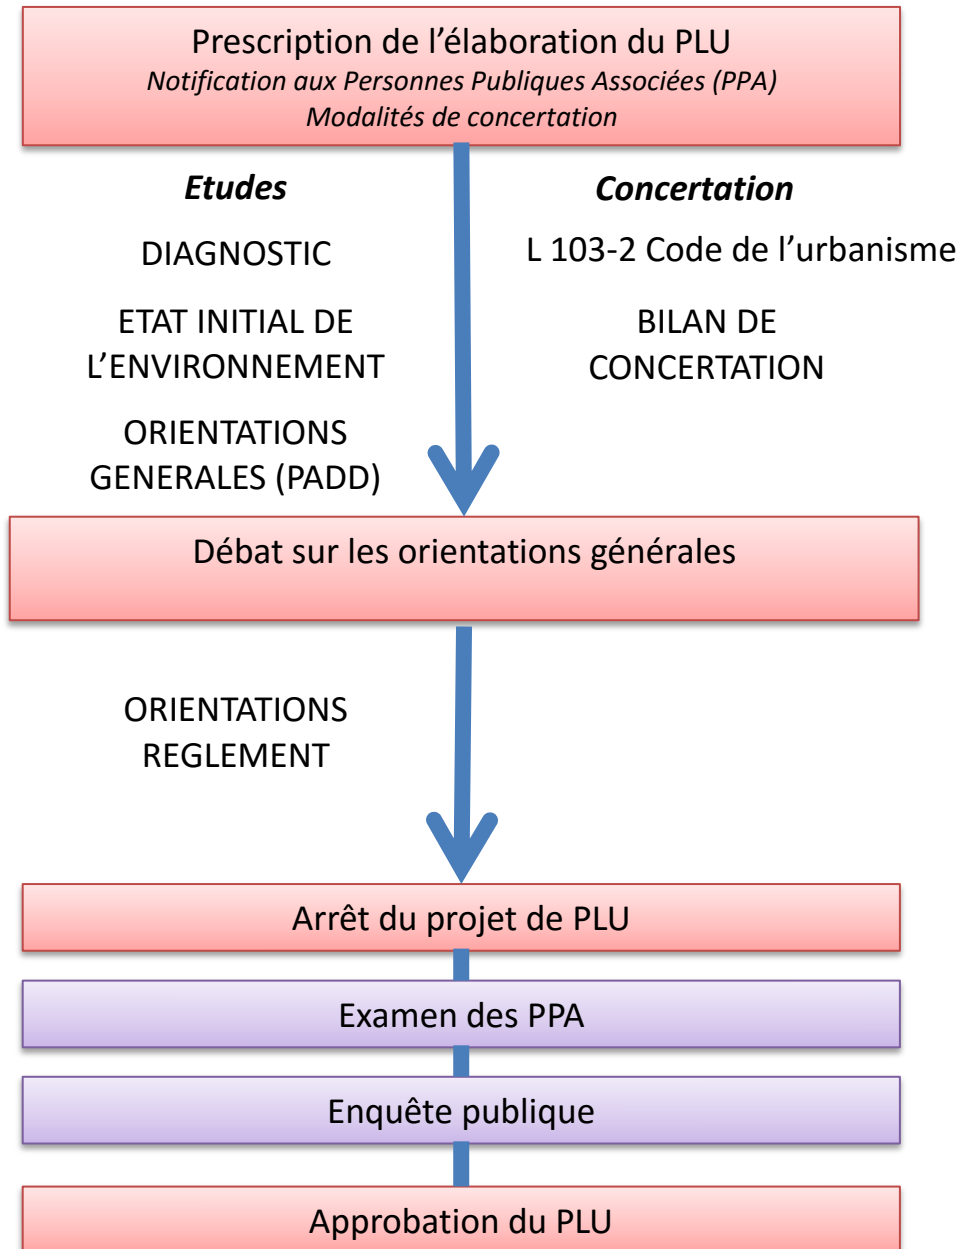 Prescription de l’élaboration du PLU
Notification aux Personnes Publiques Associées (PPA)
Modalités de concertation
Etudes
DIAGNOSTIC
ETAT INITIAL DE
L’ENVIRONNEMENT
ORIENTATIONS
GENERALES (PADD)
Concertation
L 103-2 Code de l’urbanisme
BILAN DE
CONCERTATION
Débat sur les orientations générales
ORIENTATIONS
REGLEMENT
Arrêt du projet de PLU
Examen des PPA
Enquête publique
Approbation du PLU